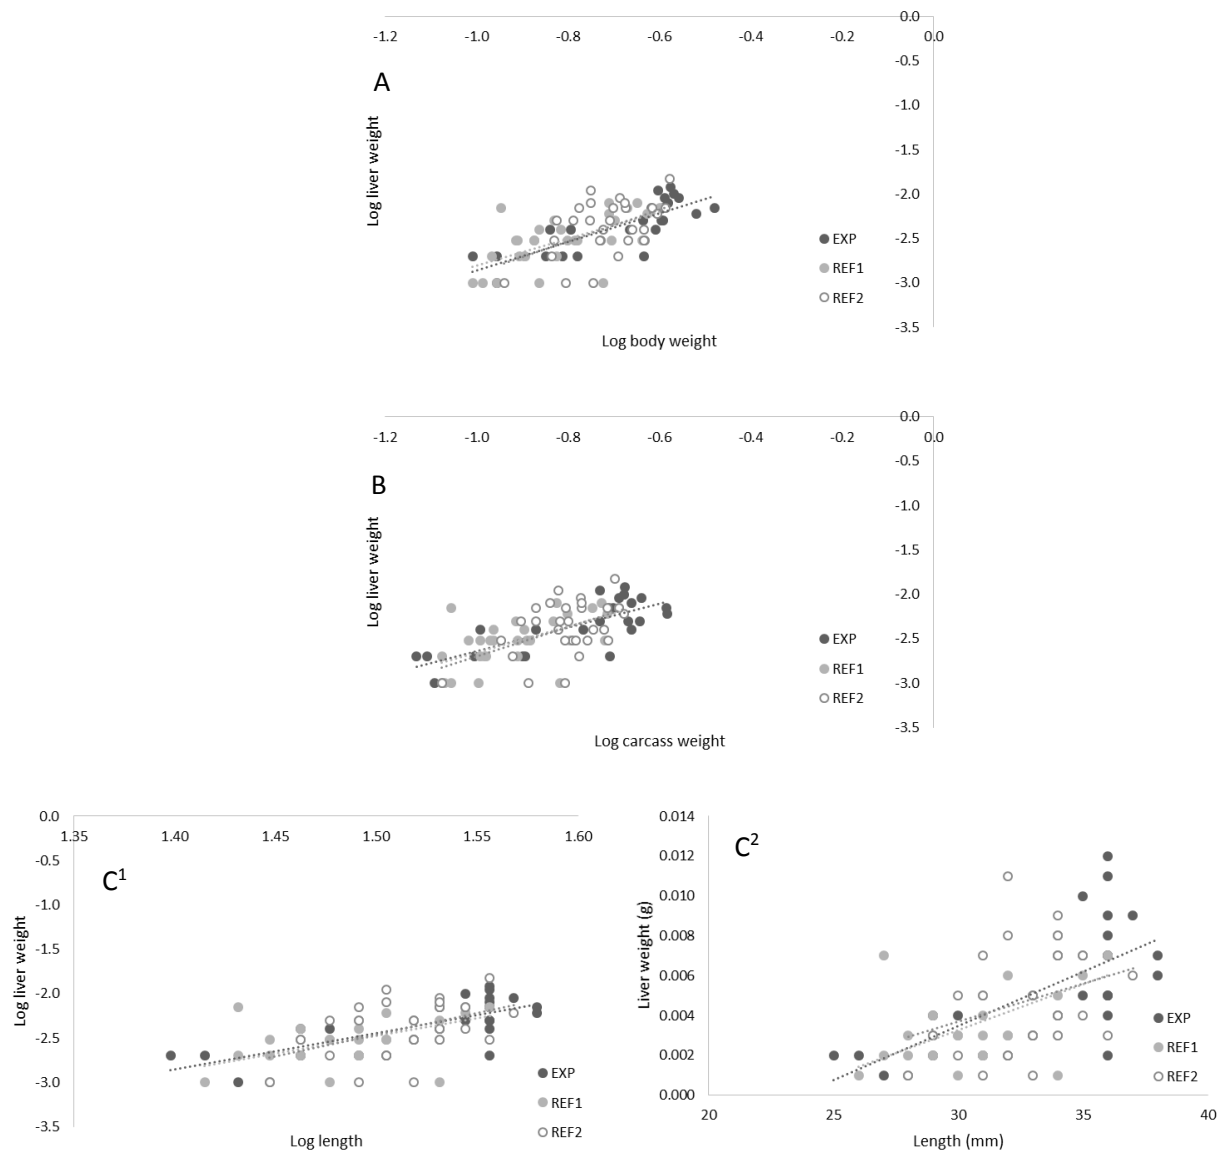 0.0
-1.2 -1.0 -0.8 -0.6 -0.4 -0.2 0.0
-0.5
A
-1.0
Log liver weight
-1.5
-2.0
-2.5
EXP
REF1
-3.0
REF2
-3.5
Log body weight
0.0
-1.2 -1.0 -0.8 -0.6 -0.4 -0.2 0.0
-0.5
B
-1.0
Log liver weight
-1.5
-2.0
-2.5
EXP
REF1
-3.0
REF2
-3.5
Log carcass weight
0.0
1.35 1.40 1.45 1.50 1.55 1.60
-0.5
C1
-1.0
Log liver weight
-1.5
-2.0
-2.5
-3.0
EXP
REF1
-3.5
REF2
Log length
0.014
C2
0.012
0.010
Liver weight (g)
0.008
0.006
0.004
EXP
0.002
REF1
REF2
0.000
20 25 30 35 40
Length (mm)